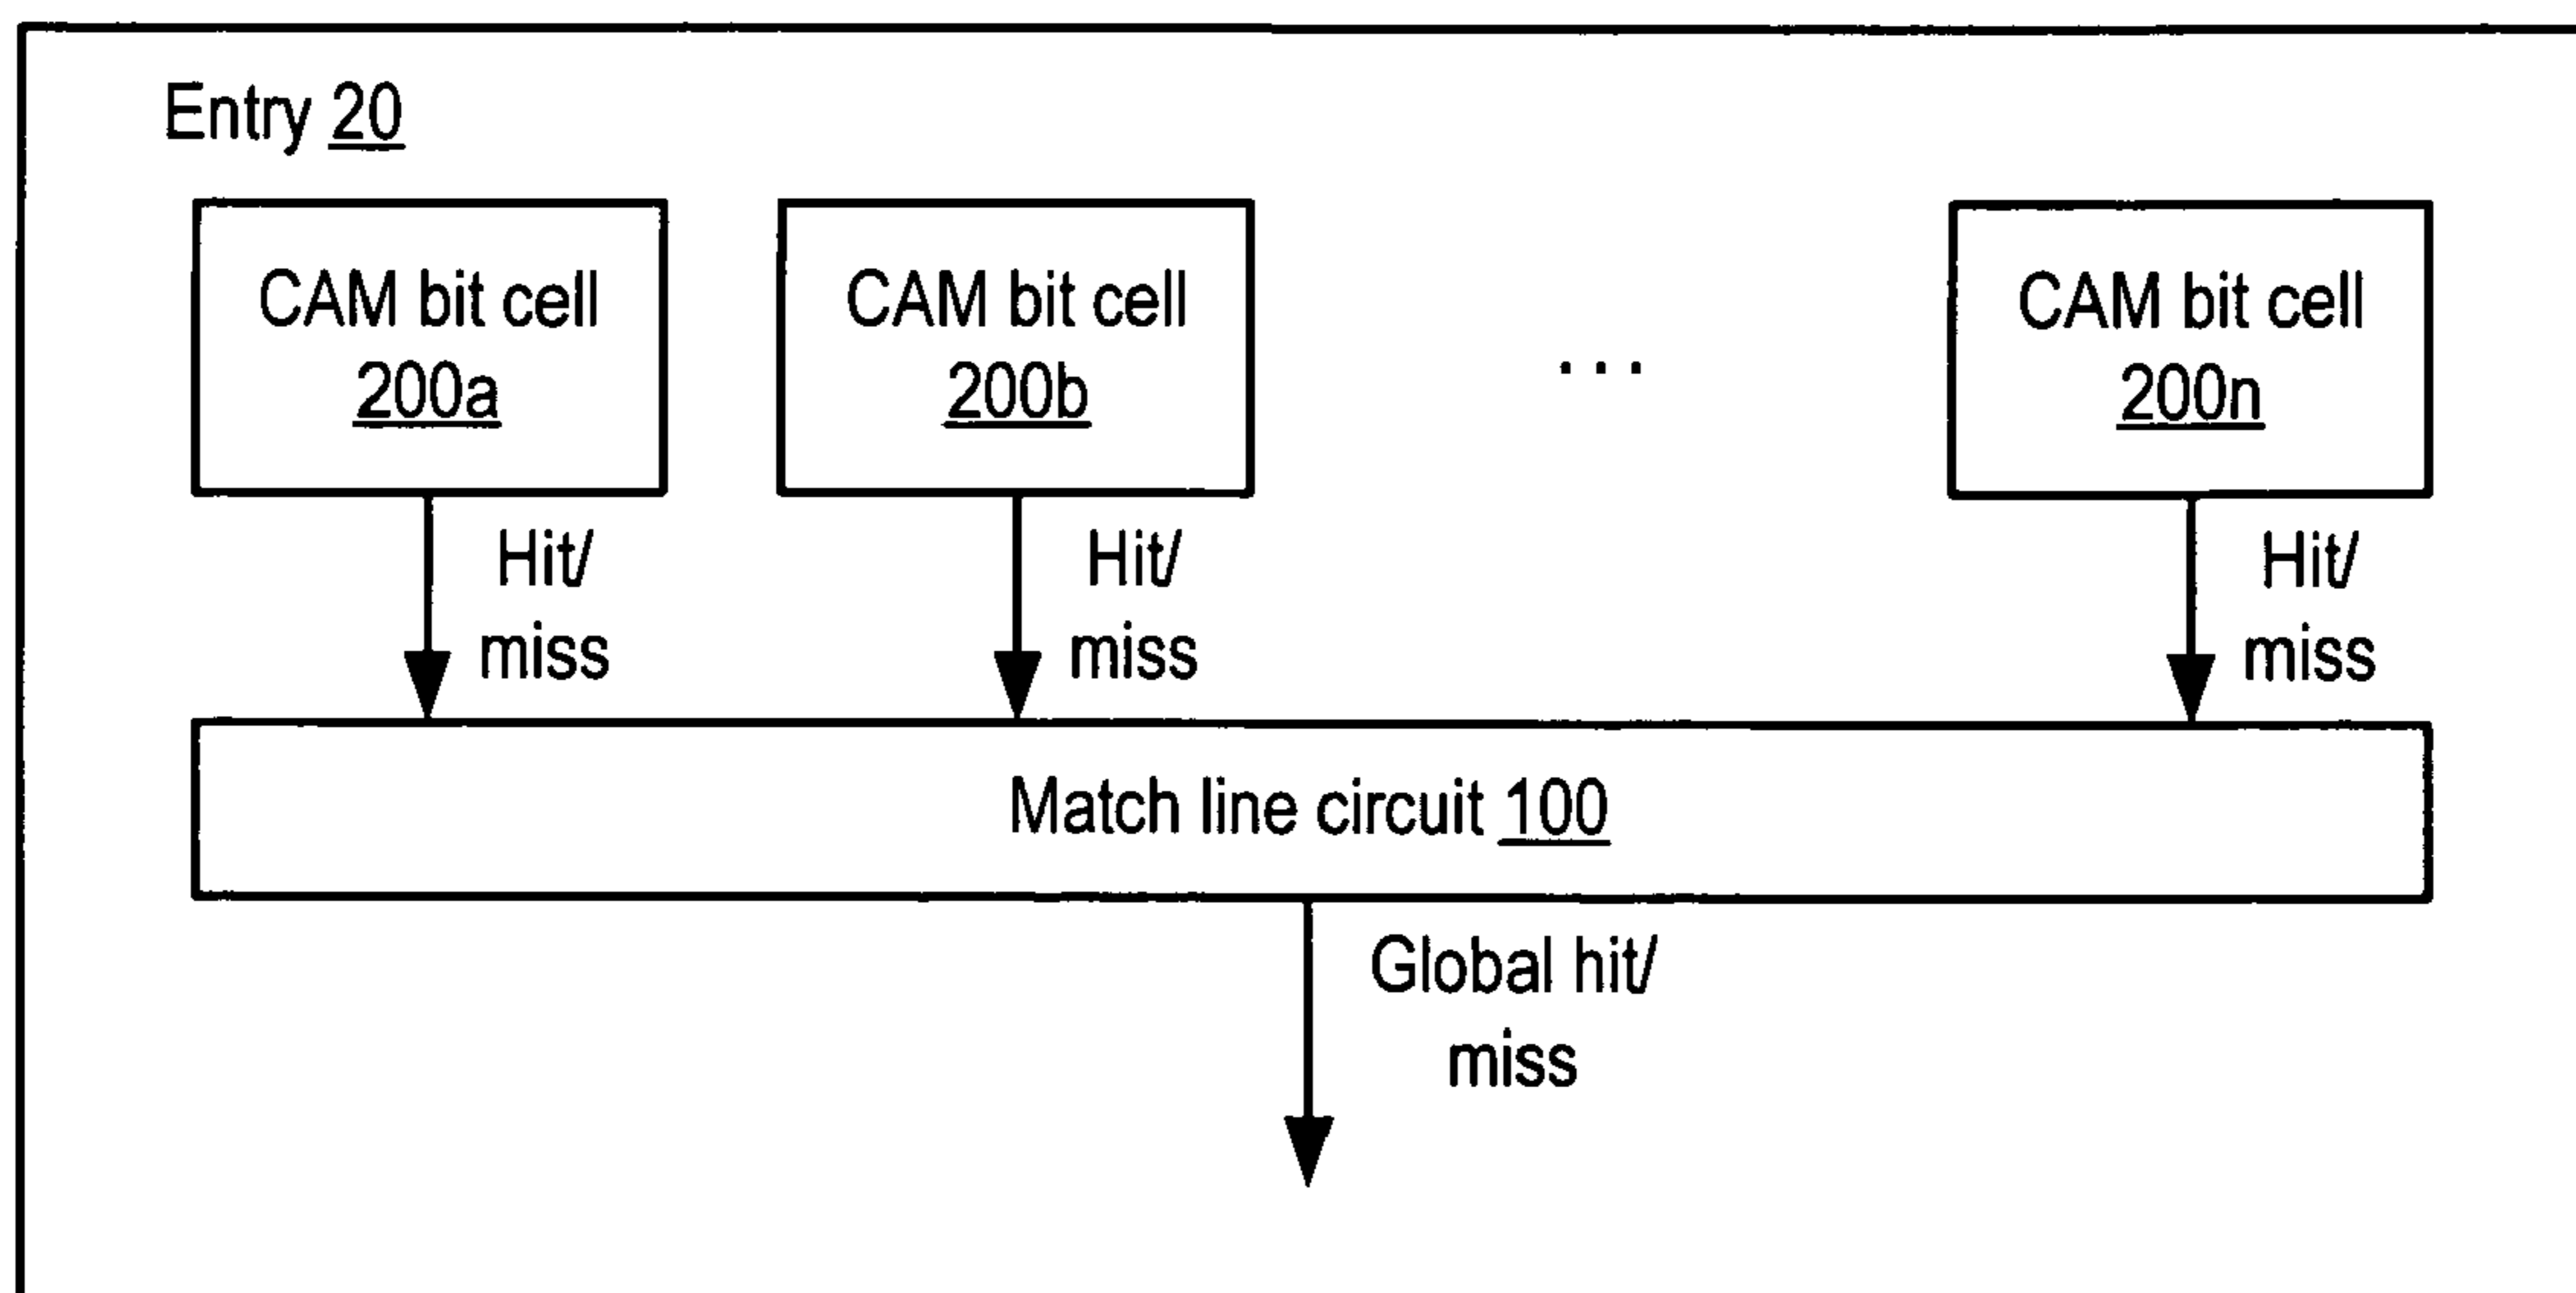 Entry 20
CAM bit cell
200a
CAM bit cell
200b
. . .
CAM bit cell
200n
Hit/
miss
Hit/
miss
Hit/
miss
Match line circuit 100
Global hit/
miss